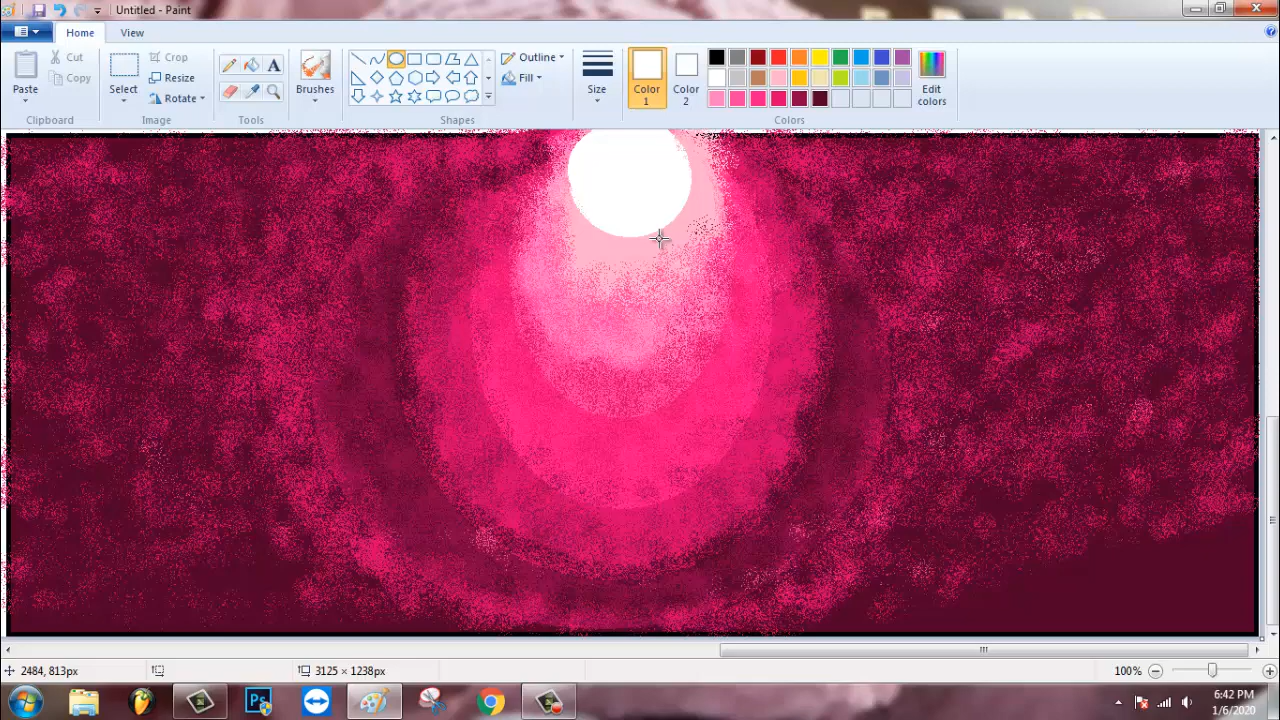 Untitled - Paint
Home
View
Paste
Cut
Copy
Clipboard
Select
Crop
Resize
Rotate
Image
A
Tools
Brushes
Outline
Fill
Shapes
Size
Color 1
Color 2
Edit colors
Colors
2484, 813px
3125 × 1238px
100%
Ps
6:42 PM
1/6/2020